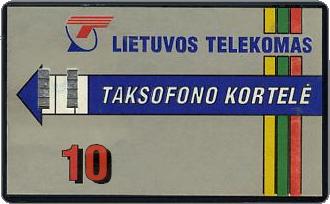 LIETUVOS TELEKOMAS
TAKSOFONO KORTELĖ
10